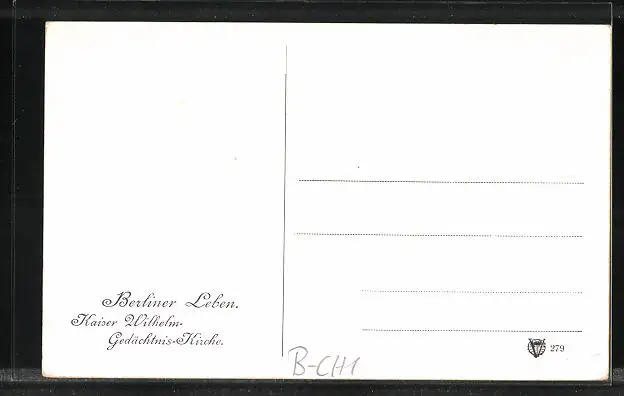 Berliner Leben.
Kaiser Wilhelm-
Gedächtnis-Kirche.
279
B-CH1